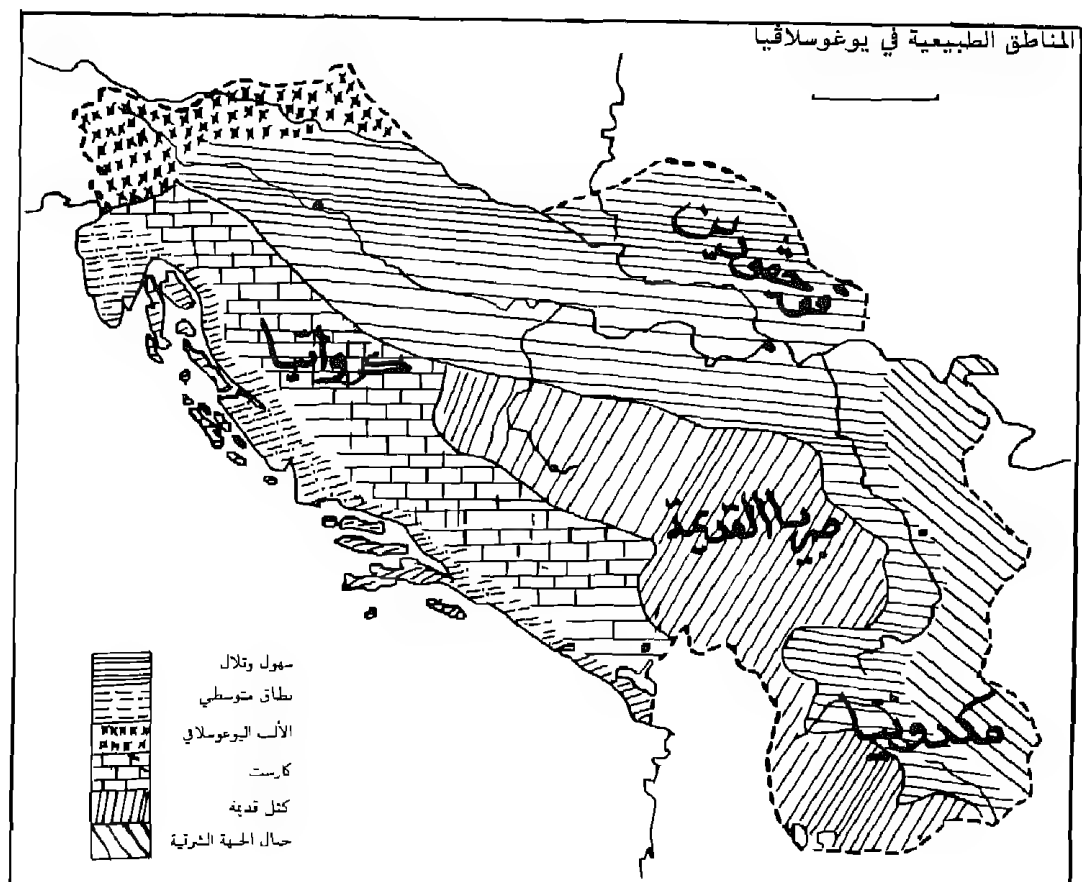 المناطق الطبيعية في يوغوسلاڤيا
كرواتيا
صربيا القديمة
مكدونيا
سهول وتلال
نطاق متوسطي
الألب اليوغوسلافي
كارست
كتل قديمة
جبال الجهة الشرقية